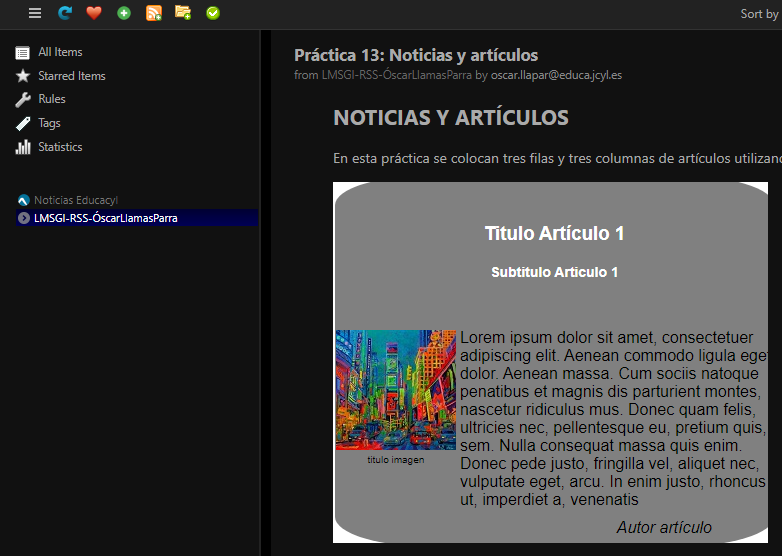 Sort by
All Items
Starred Items
Rules
Tags
Statistics
Noticias Educacyl
LMSGI-RSS-ÓscarLlamasParra
Práctica 13: Noticias y artículos
from LMSGI-RSS-ÓscarLlamasParra by oscar.llapar@educa.jcyl.es
NOTICIAS Y ARTÍCULOS
En esta práctica se colocan tres filas y tres columnas de artículos utilizand
Titulo Artículo 1
Subtitulo Articulo 1
titulo imagen
Lorem ipsum dolor sit amet, consectetuer
adipiscing elit. Aenean commodo ligula eget
dolor. Aenean massa. Cum sociis natoque
penatibus et magnis dis parturient montes,
nascetur ridiculus mus. Donec quam felis,
ultricies nec, pellentesque eu, pretium quis,
sem. Nulla consequat massa quis enim.
Donec pede justo, fringilla vel, aliquet nec,
vulputate eget, arcu. In enim justo, rhoncus
ut, imperdiet a, venenatis
Autor artículo